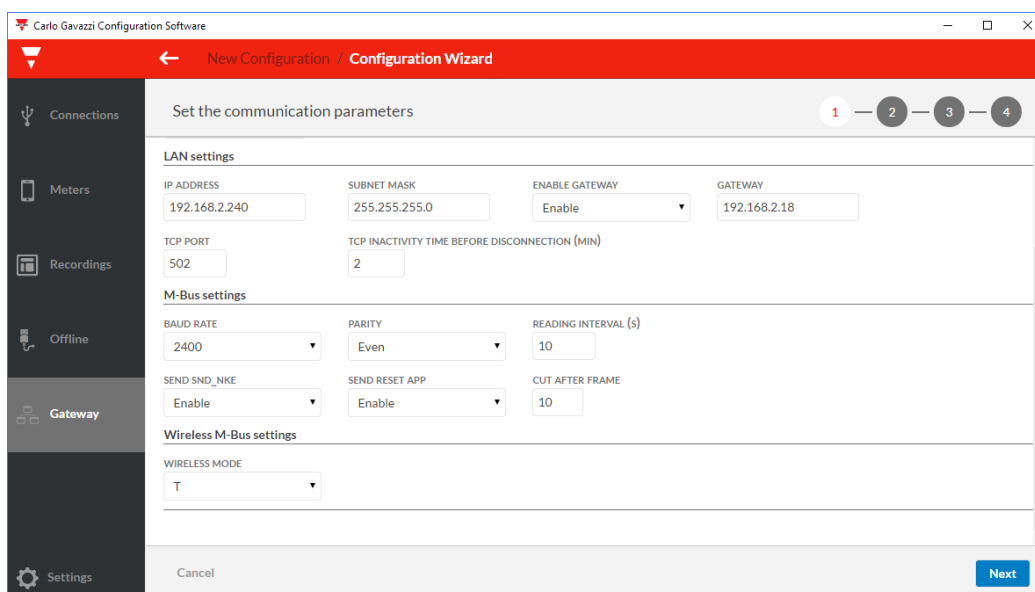 Carlo Gavazzi Configuration Software
New Configuration / Configuration Wizard
Connections
Meters
Recordings
Offline
Gateway
Settings
Set the communication parameters
1 2 3 4
LAN settings
IP ADDRESS SUBNET MASK ENABLE GATEWAY GATEWAY
192.168.2.240 255.255.255.0 Enable 192.168.2.18
TCP PORT TCP INACTIVITY TIME BEFORE DISCONNECTION (MIN)
502 2
M-Bus settings
BAUD RATE PARITY READING INTERVAL (S)
2400 Even 10
SEND SND_NKE SEND RESET APP CUT AFTER FRAME
Enable Enable 10
Wireless M-Bus settings
WIRELESS MODE
T
Cancel Next